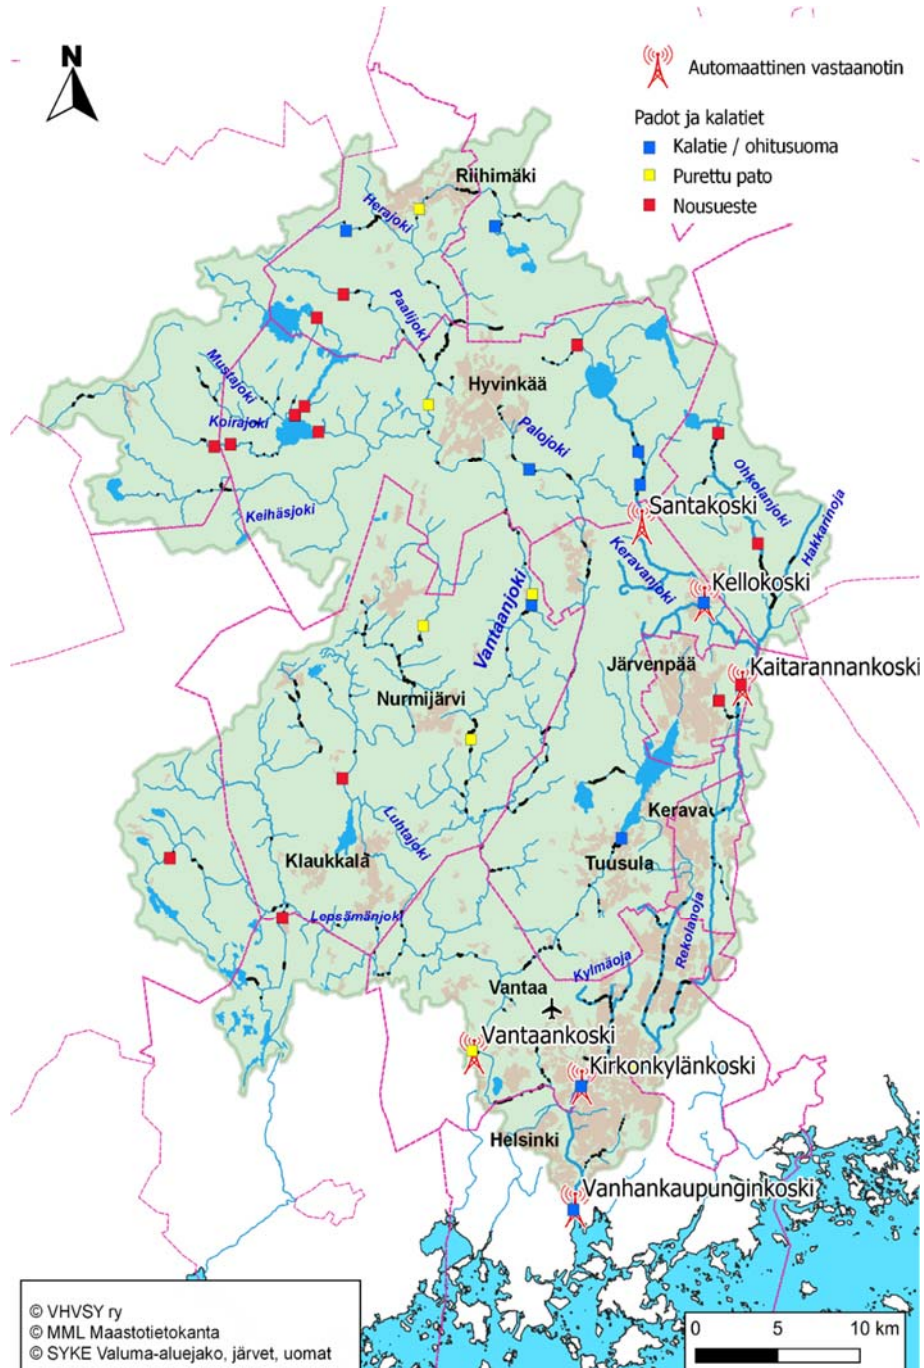 N
Automaattinen vastaanotin
Padot ja kalatiet
Kalatie / ohitusuoma
Purettu pato
Nousueste
Riihimäki
Herajoki
Paalijoki
Mustajoki
Hyvinkää
Koirajoki
Palojoki
Ohkolanjoki
Keihäsjoki
Santakoski
Hakkarinoja
Keravanjoki
Kellokoski
Vantaanjoki
Järvenpää
Kaitarannankoski
Nurmijärvi
Kerava
Luhtajoki
Klaukkala
Tuusula
Lepsämänjoki
Rekolanoja
Kylmäoja
Vantaa
Vantaankoski
Kirkonkylänkoski
Helsinki
Vanhankaupunginkoski
© VHVSY ry
© MML Maastotietokanta
© SYKE Valuma-aluejako, järvet, uomat
0 5 10 km